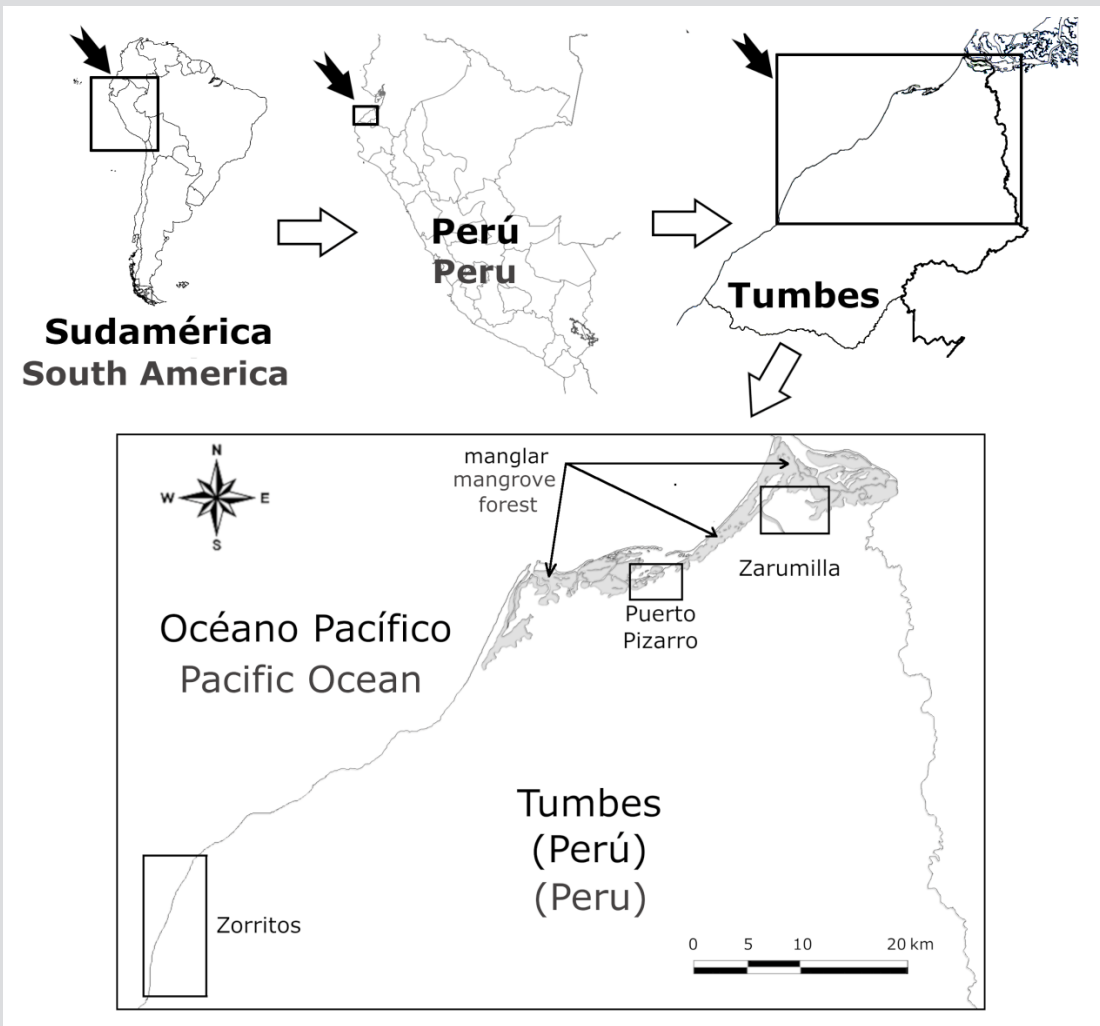 Sudamérica
South America
Perú
Peru
Tumbes
N
W
E
S
manglar
mangrove
forest
Zarumilla
Puerto
Pizarro
Océano Pacífico
Pacific Ocean
Tumbes
(Perú)
(Peru)
Zorritos
0 5 10 20 km